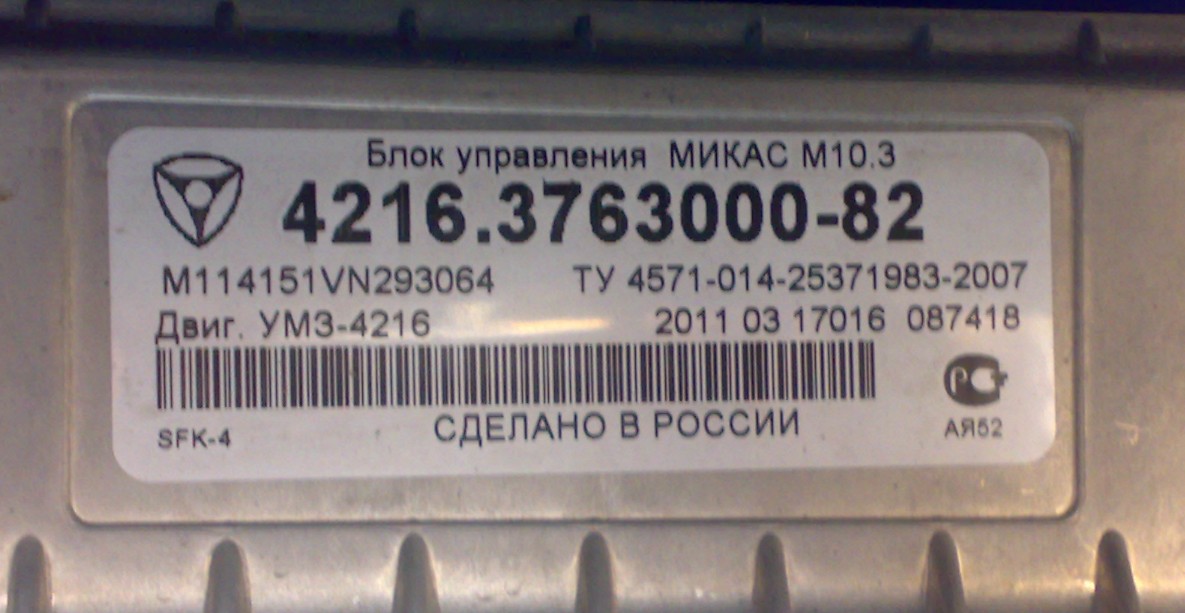 Блок управления МИКАС М10.3
4216.3763000-82
M114151VN293064 ТУ 4571-014-25371983-2007
Двиг. УМЗ-4216 2011 03 17016 087418
РСТ
SFK-4 СДЕЛАНО В РОССИИ АЯ52